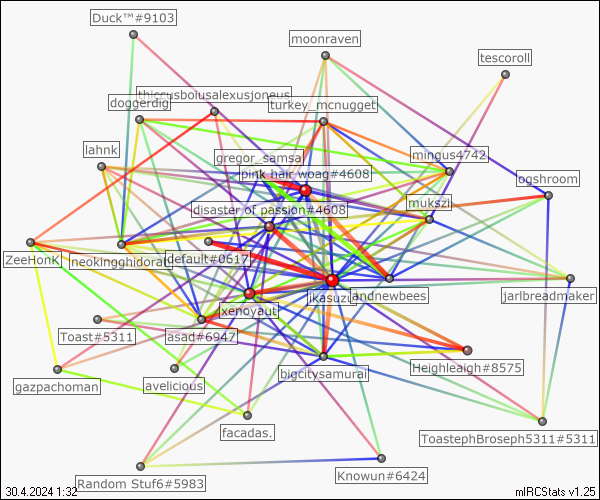 Duck™#9103
moonraven
tescoroll
thiccusbolusalexusjoneus
doggerdig
turkey_mcnugget
lahnk
gregor_samsa
mingus4742
pink hair woag#4608
ogshroom
disaster of passion#4608
mukszi
ZeeHonK
neokingghidorah
default#0617
xenoyaut
jkasuzu
andnewbees
jarlbreadmaker
Toast#5311
asad#6947
bigcitysamurai
Heighleigh#8575
gazpachoman
avelicious
facadas.
ToastephBroseph5311#5311
Random Stuf6#5983
Knowun#6424
30.4.2024 1:32
mIRCStats v1.25